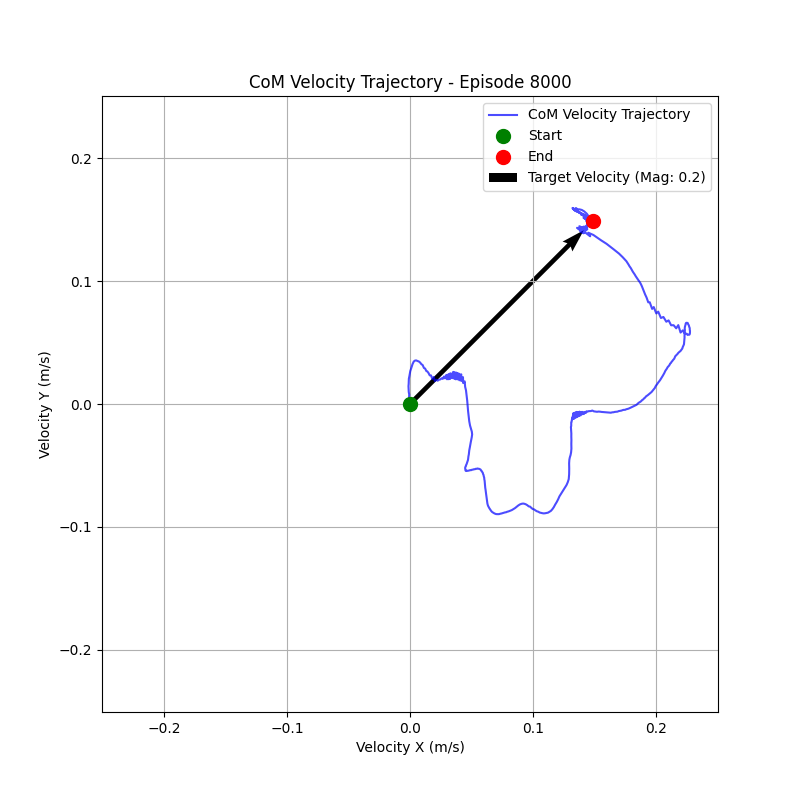 CoM Velocity Trajectory - Episode 8000
CoM Velocity Trajectory
Start
End
Target Velocity (Mag: 0.2)
0.2
0.1
0.0
−0.1
−0.2
Velocity Y (m/s)
−0.2 −0.1 0.0 0.1 0.2
Velocity X (m/s)